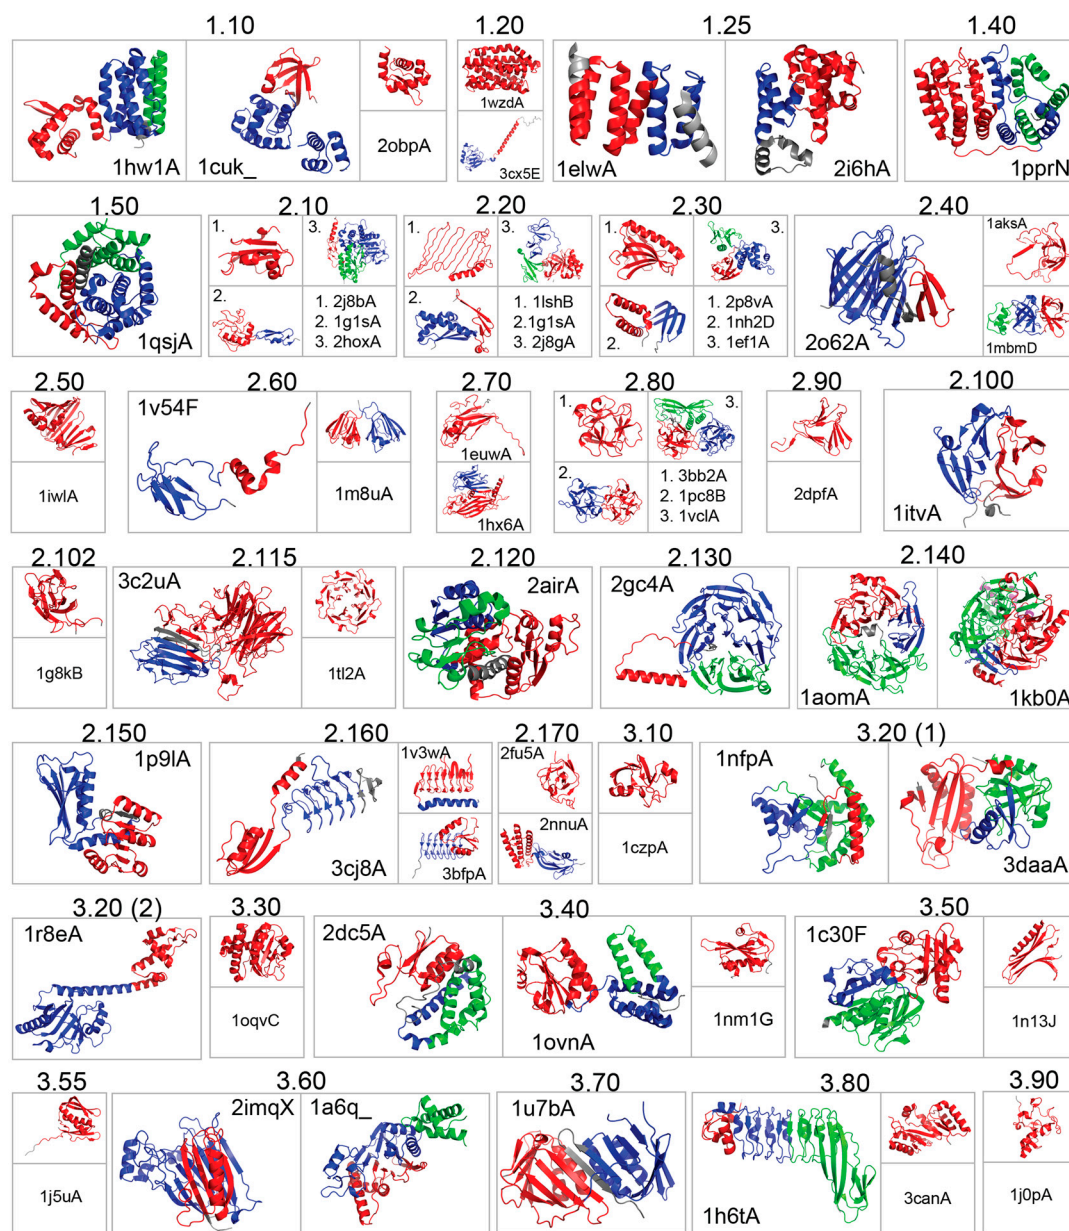 1.10
1.20
1.25
1.40
1hw1A
1cuk_
2obpA
1wzdA
3cx5E
1elwA
2i6hA
1pprN
1.50
2.10
2.20
2.30
2.40
1qsjA
1.
3.
2.
1. 2j8bA
2. 1g1sA
3. 2hoxA
1.
3.
2.
1. 1lshB
2.1g1sA
3. 2j8gA
1.
3.
2.
1. 2p8vA
2. 1nh2D
3. 1ef1A
2o62A
1aksA
1mbmD
2.50
2.60
2.70
2.80
2.90
2.100
1iwlA
1v54F
1m8uA
1euwA
1hx6A
1.
3.
2.
1. 3bb2A
2. 1pc8B
3. 1vclA
2dpfA
1itvA
2.102
2.115
2.120
2.130
2.140
1g8kB
3c2uA
1tl2A
2airA
2gc4A
1aomA
1kb0A
2.150
2.160
2.170
3.10
3.20 (1)
1p9lA
3cj8A
1v3wA
3bfpA
2fu5A
2nnuA
1czpA
1nfpA
3daaA
3.20 (2)
3.30
3.40
3.50
1r8eA
1oqvC
2dc5A
1ovnA
1nm1G
1c30F
1n13J
3.55
3.60
3.70
3.80
3.90
1j5uA
2imqX
1a6q_
1u7bA
1h6tA
3canA
1j0pA